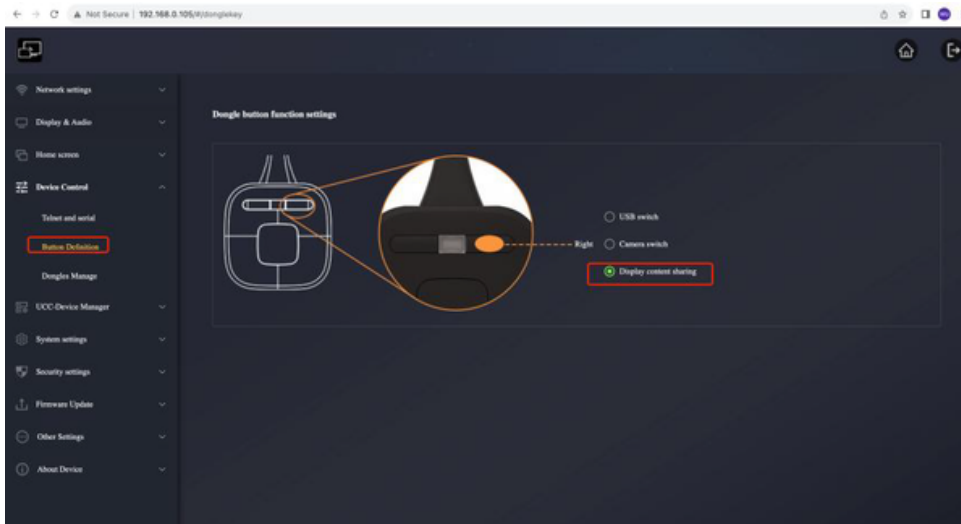 Not Secure | 192.168.0.105/#/donglekey
Network settings
Display & Audio
Home screen
Device Control
Telnet and serial
Button Definition
Dongles Manage
UCC-Device Manager
System settings
Security settings
Firmware Update
Other Settings
About Device
Dongle button function settings
Right
USB switch
Camera switch
Display content sharing